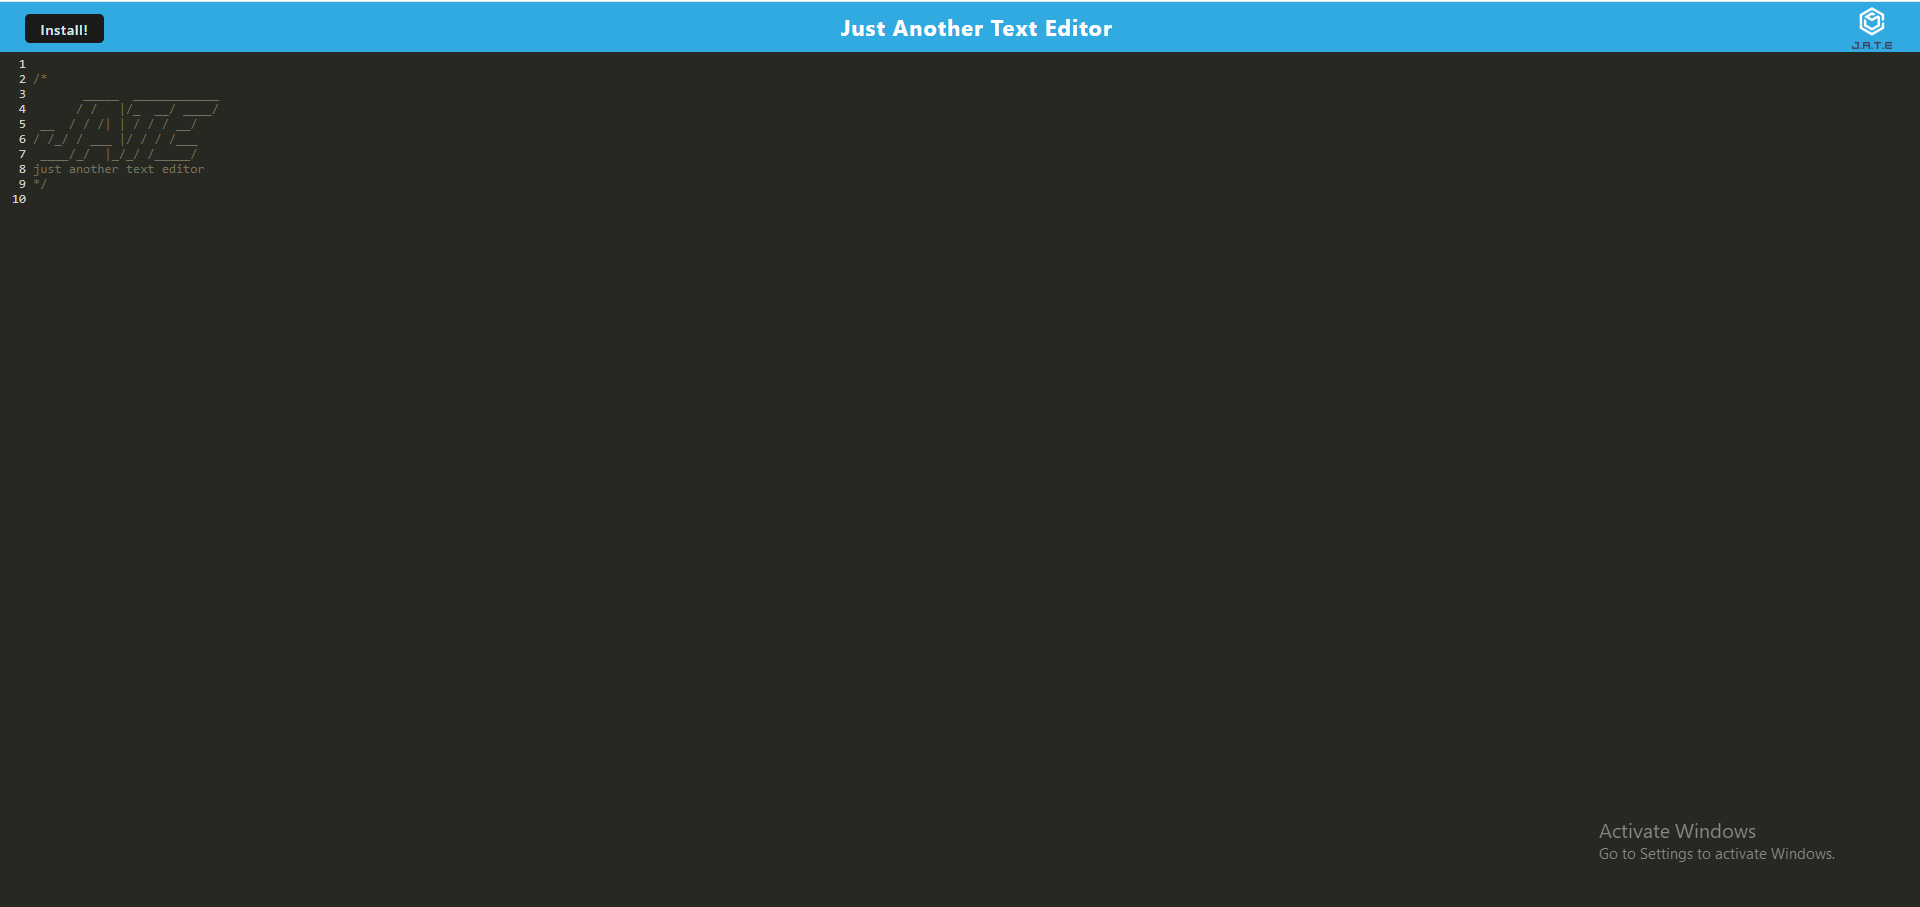 Install!
Just Another Text Editor
J.A.T.E
1
2 /*
3        _____  ____________
4       / /   |/_  __/ ____/
5  __  / / /| | / / / __/
6 / /_/ / ___ |/ / / /___
7  ____/_/  |_/_/ /_____/
8 just another text editor
9 */
10
Activate Windows
Go to Settings to activate Windows.